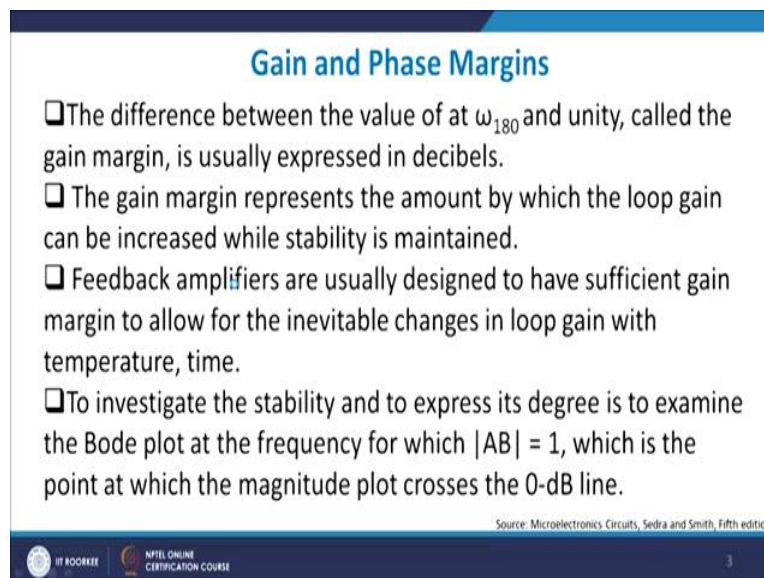 Gain and Phase Margins
❑The difference between the value of at ω₁₈₀ and unity, called the
gain margin, is usually expressed in decibels.
❑ The gain margin represents the amount by which the loop gain
can be increased while stability is maintained.
❑ Feedback amplifiers are usually designed to have sufficient gain
margin to allow for the inevitable changes in loop gain with
temperature, time.
❑To investigate the stability and to express its degree is to examine
the Bode plot at the frequency for which |AB| = 1, which is the
point at which the magnitude plot crosses the 0-dB line.
Source: Microelectronics Circuits, Sedra and Smith, Fifth editio
IIT ROORKEE
NPTEL ONLINE
CERTIFICATION COURSE
3